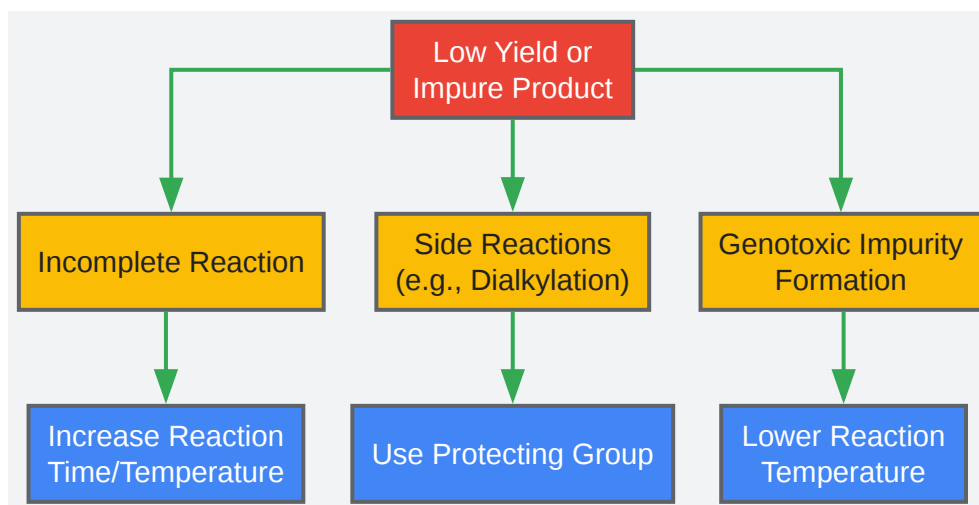 Low Yield or
Impure Product
Incomplete Reaction
Side Reactions
(e.g., Dialkylation)
Genotoxic Impurity
Formation
Increase Reaction
Time/Temperature
Use Protecting Group
Lower Reaction
Temperature